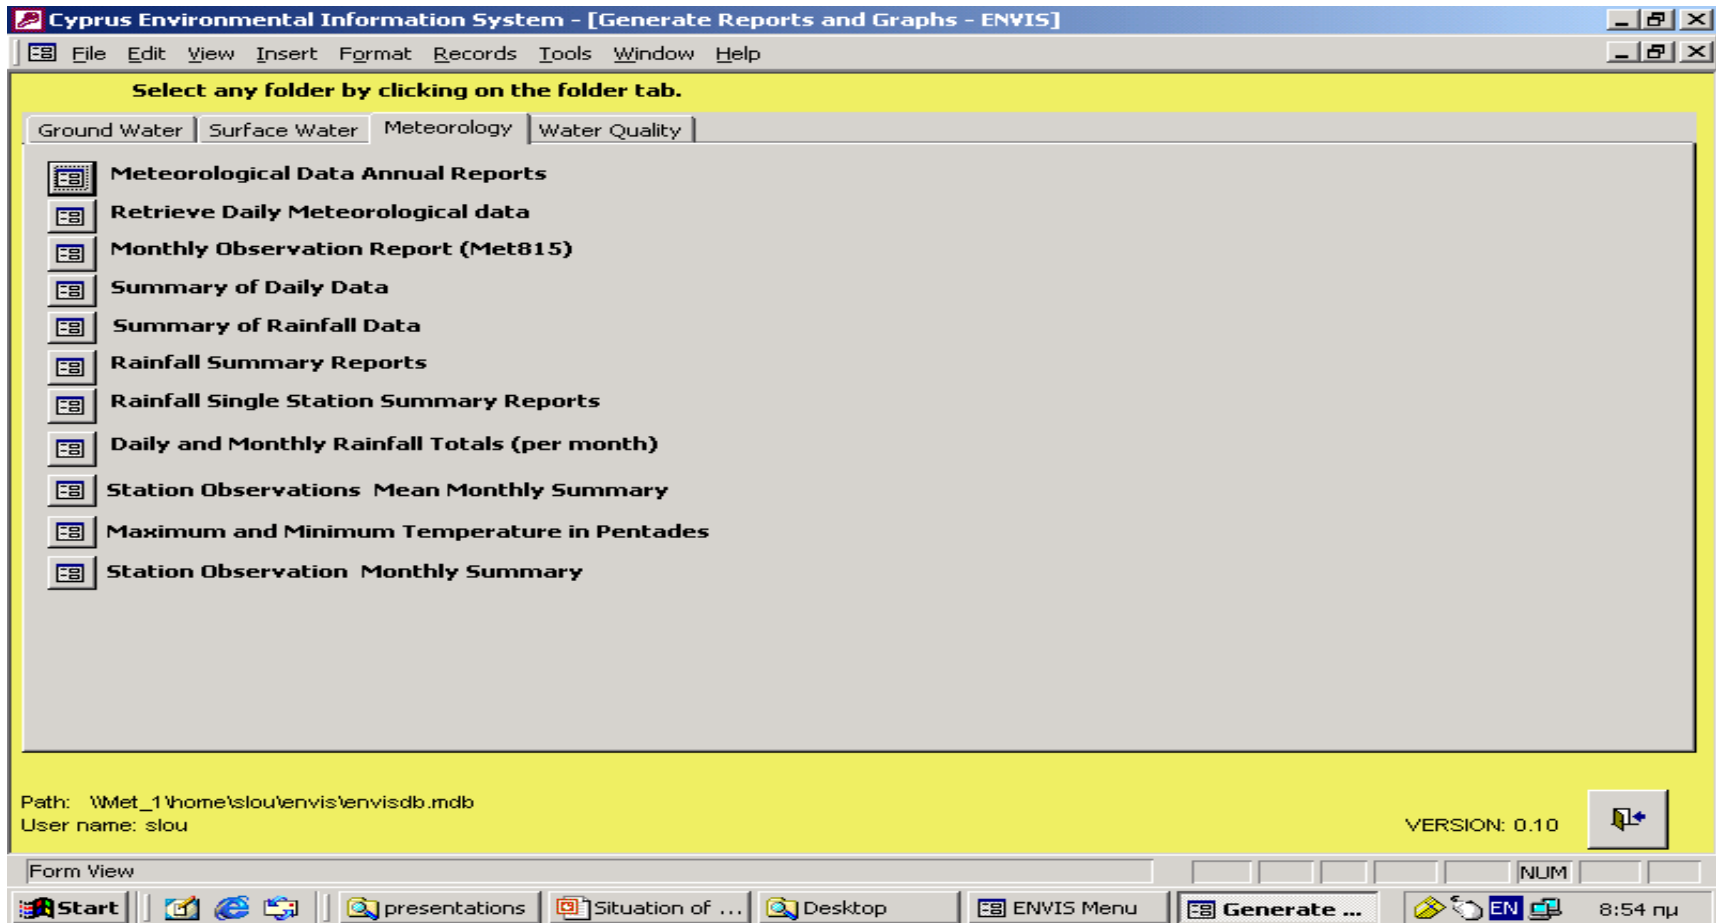 Cyprus Environmental Information System - [Generate Reports and Graphs - ENVIS]
File Edit View Insert Format Records Tools Window Help
Select any folder by clicking on the folder tab.
Ground Water Surface Water Meteorology Water Quality
Meteorological Data Annual Reports
Retrieve Daily Meteorological data
Monthly Observation Report (Met815)
Summary of Daily Data
Summary of Rainfall Data
Rainfall Summary Reports
Rainfall Single Station Summary Reports
Daily and Monthly Rainfall Totals (per month)
Station Observations Mean Monthly Summary
Maximum and Minimum Temperature in Pentades
Station Observation Monthly Summary
Path: \\Met_1\home\slou\envis\envisdb.mdb
User name: slou
VERSION: 0.10
Form View NUM
Start presentations Situation of ... Desktop ENVIS Menu Generate ... EN 8:54 πμ